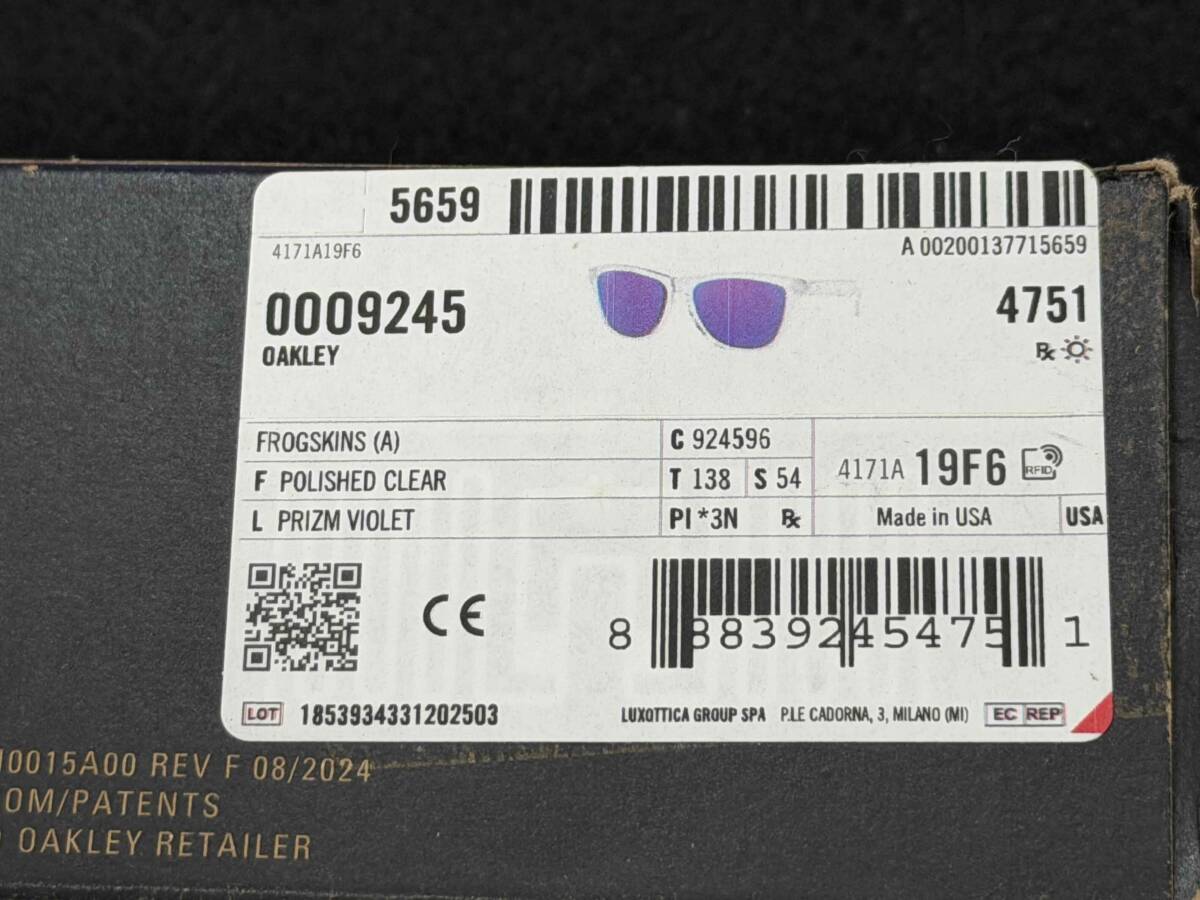 5659
4171A19F6
A 00200137715659
0009245
4751
OAKLEY
Rx
FROGSKINS (A)
C 924596
F POLISHED CLEAR
T 138 S 54
4171A 19F6 RFID
L PRIZM VIOLET
PI *3N Rx
Made in USA
USA
CE
8 88392 45475 1
LOT 1853934331202503
LUXOTTICA GROUP SPA P.LE CADORNA, 3, MILANO (MI) EC REP
0015A00 REV F 08/2024
OM/PATENTS
OAKLEY RETAILER